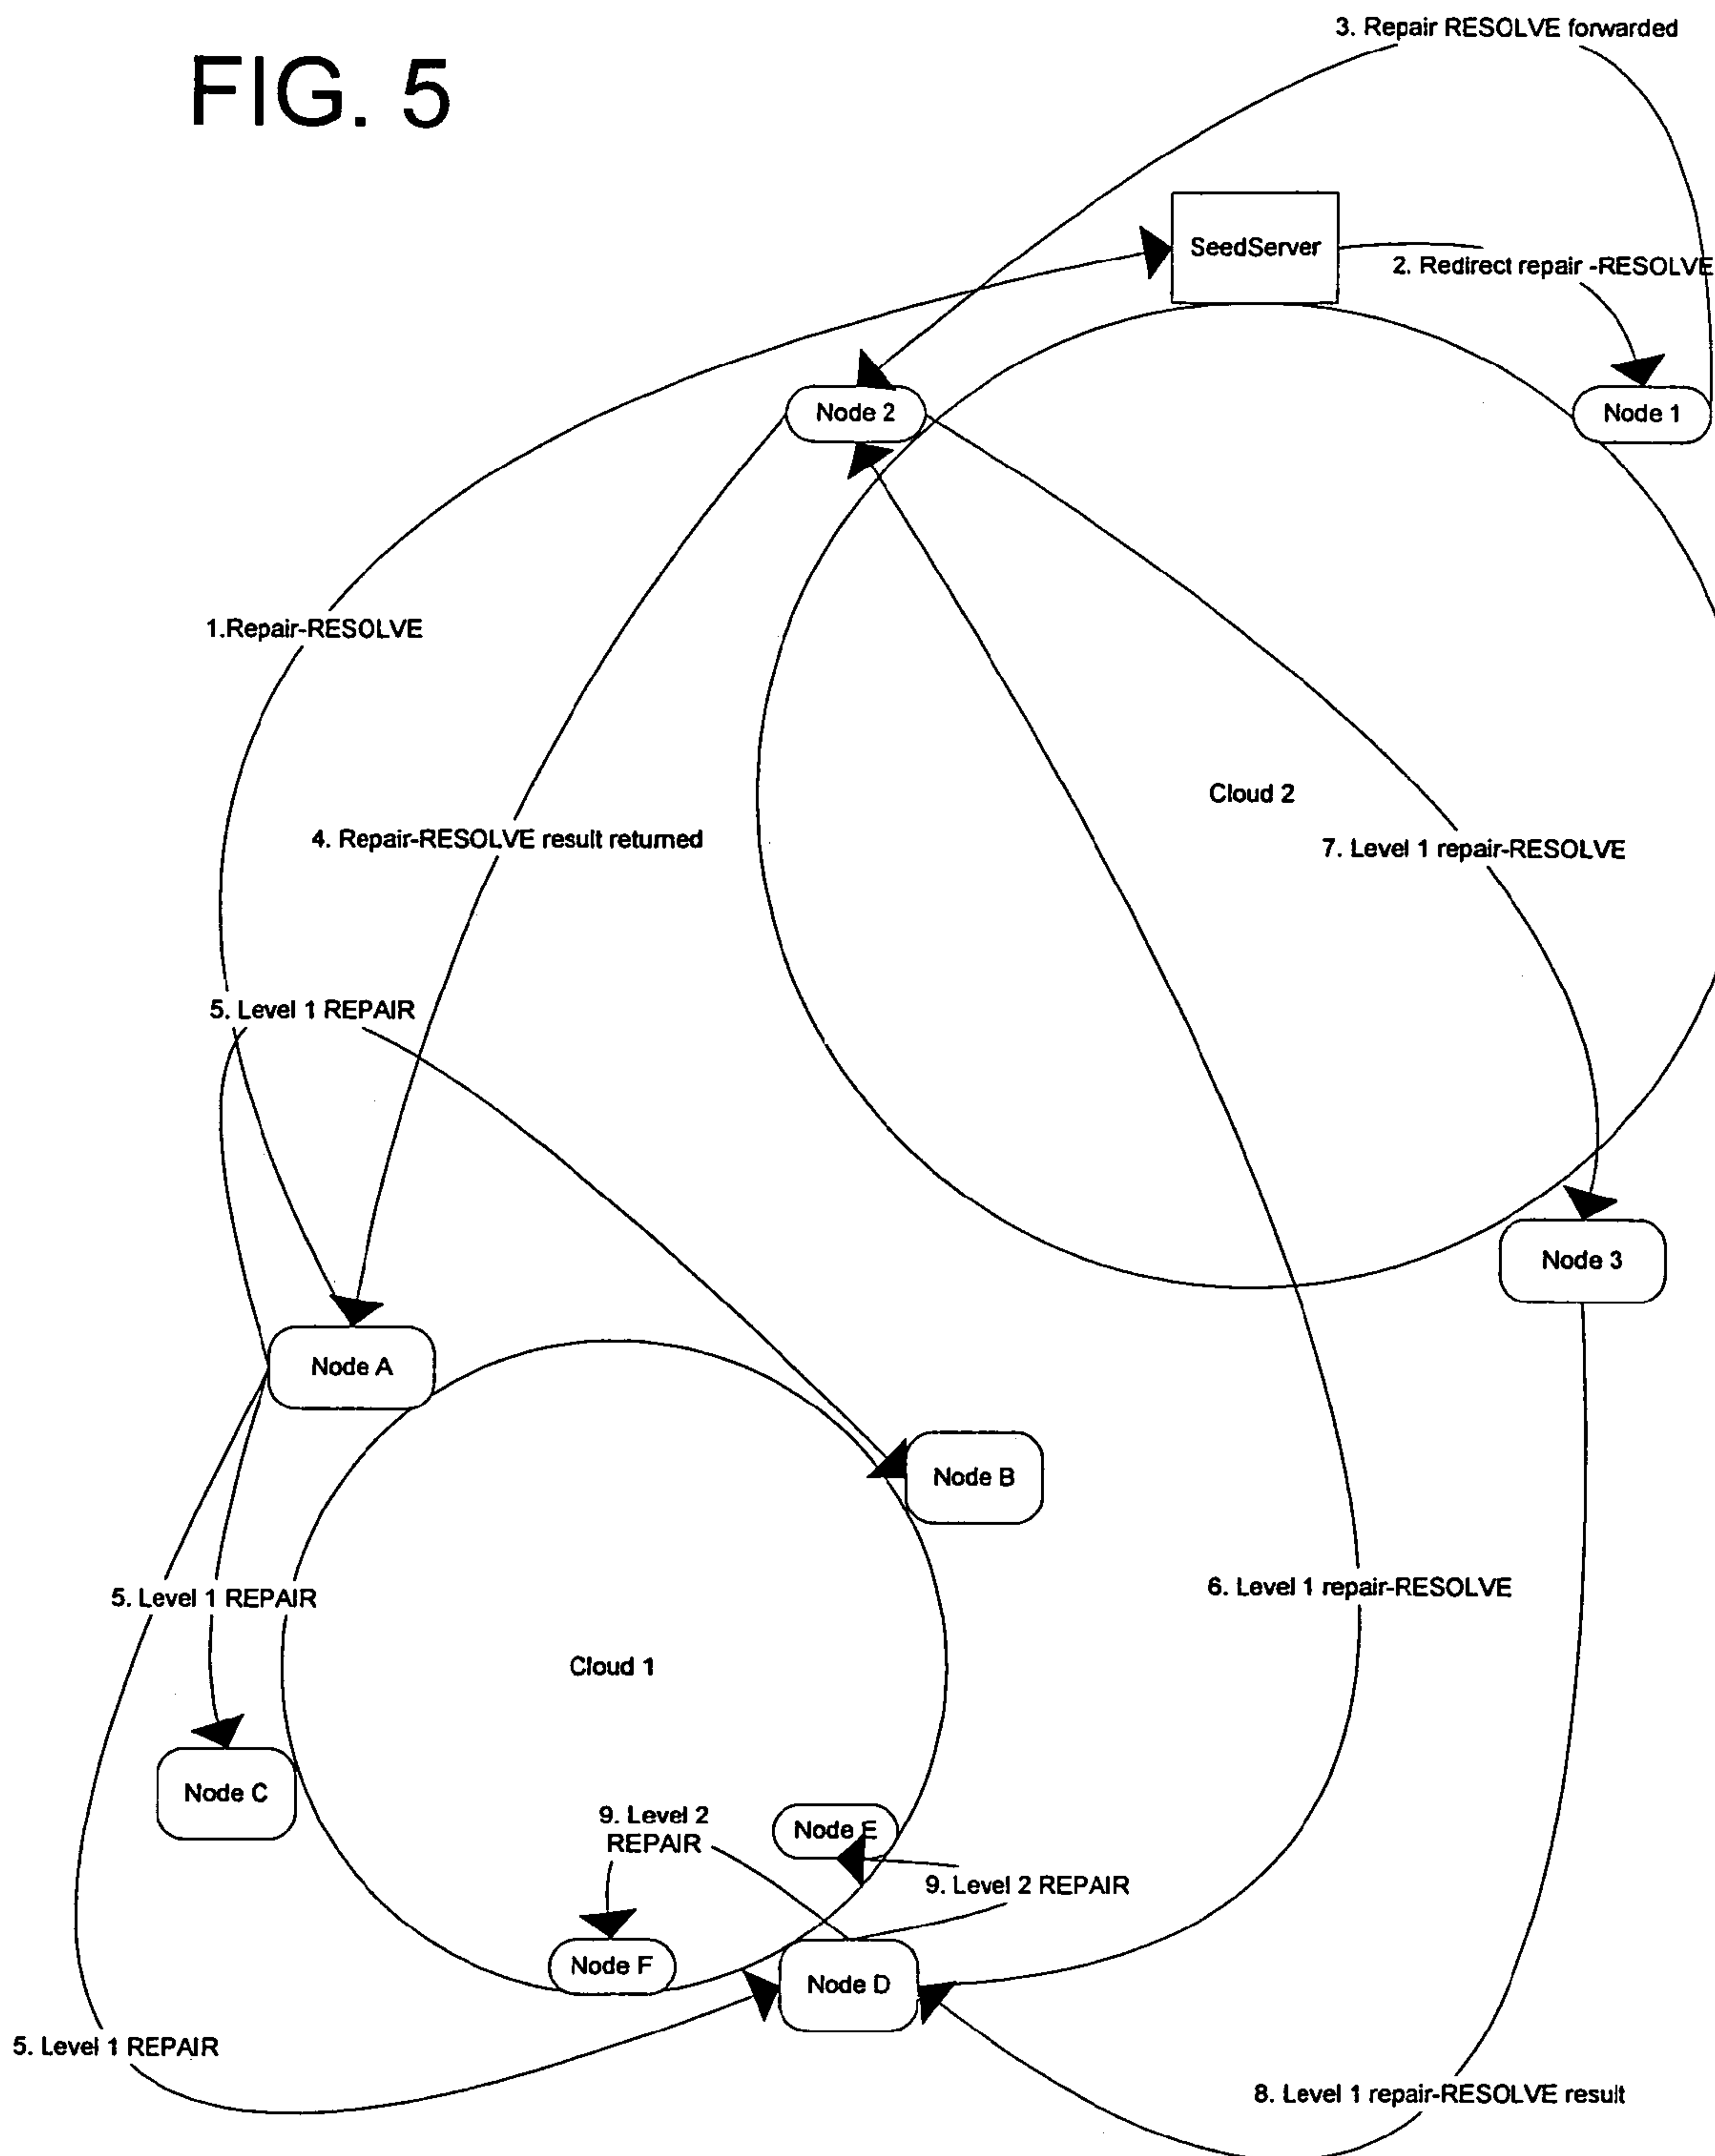 3. Repair RESOLVE forwarded
FIG. 5
SeedServer
2. Redirect repair -RESOLVE
Node 2
Node 1
1.Repair-RESOLVE
Cloud 2
4. Repair-RESOLVE result returned
7. Level 1 repair-RESOLVE
5. Level 1 REPAIR
Node 3
Node A
Node B
6. Level 1 repair-RESOLVE
5. Level 1 REPAIR
Cloud 1
Node C
9. Level 2
REPAIR
Node E
9. Level 2 REPAIR
Node F
Node D
5. Level 1 REPAIR
8. Level 1 repair-RESOLVE result